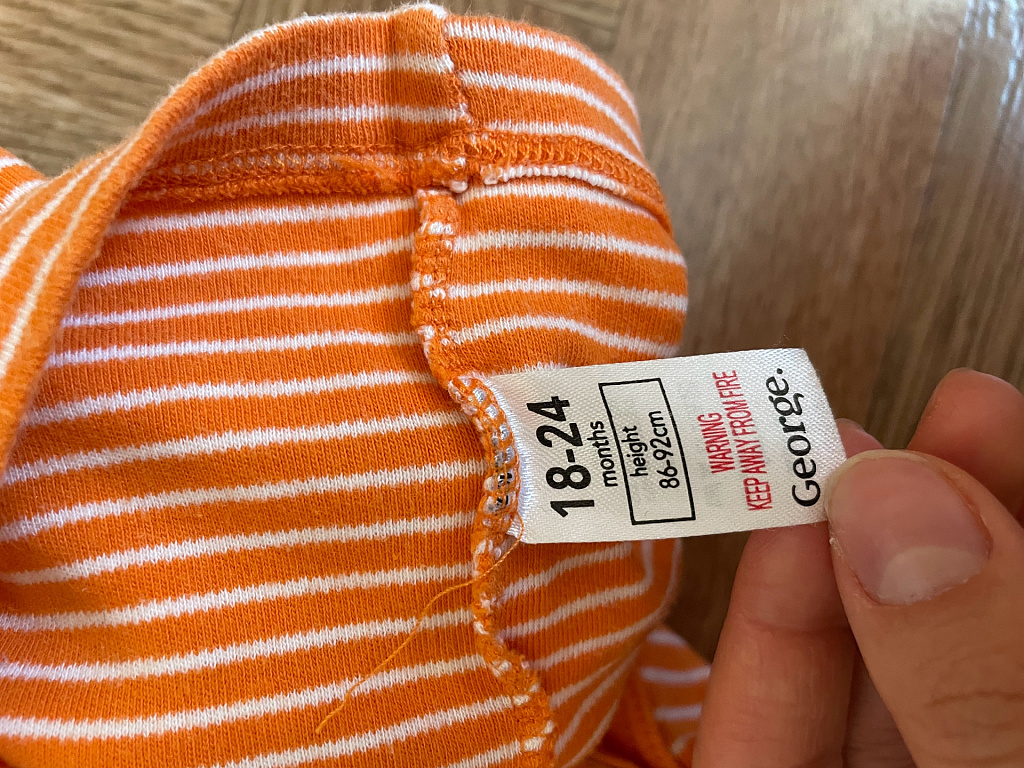 18-24
months
height
86-92cm
WARNING
KEEP AWAY FROM FIRE
George.